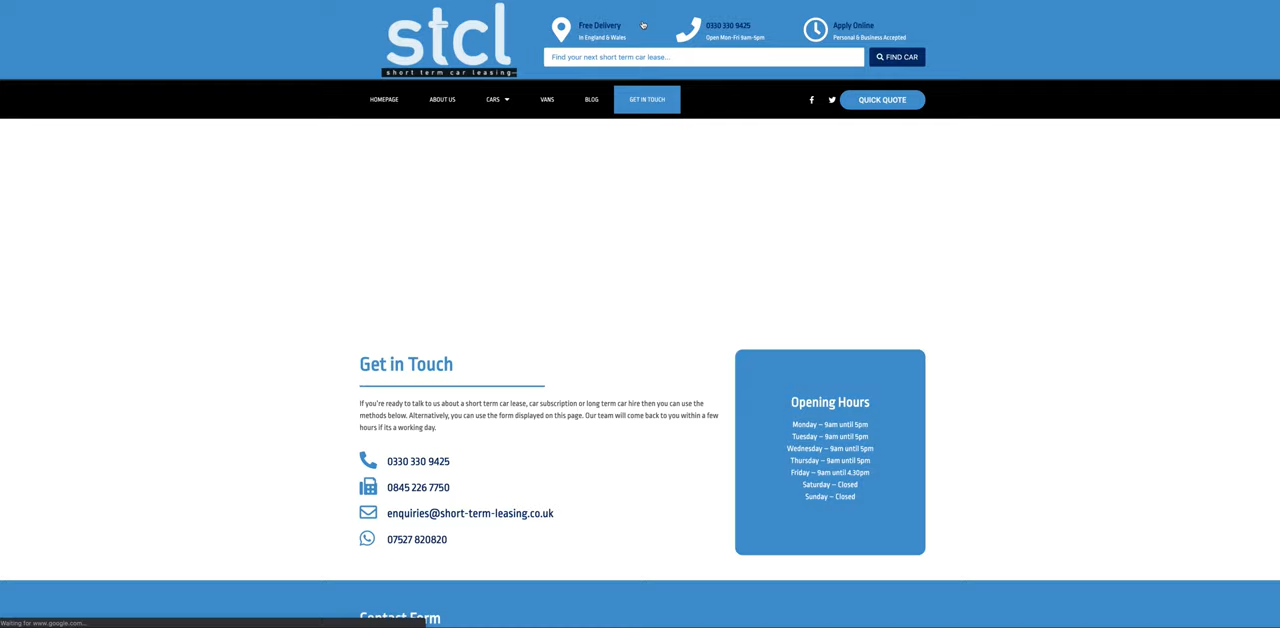 stcl
short term car leasing
Free Delivery
in England & Wales
0330 330 9425
Open Mon-Fri 9am-5pm
Apply Online
Personal & Business Accepted
Find your next short term car lease...
FIND CAR
HOMEPAGE
ABOUT US
CARS
VANS
BLOG
GET IN TOUCH
QUICK QUOTE
Get in Touch
If you're ready to talk to us about a short term car lease, car subscription or long term car hire then you can use the
methods below. Alternatively, you can use the form displayed on this page. Our team will come back to you within a few
hours if its a working day.
0330 330 9425
0845 226 7750
enquiries@short-term-leasing.co.uk
07527 820820
Opening Hours
Monday – 9am until 5pm
Tuesday – 9am until 5pm
Wednesday – 9am until 5pm
Thursday – 9am until 5pm
Friday – 9am until 4.30pm
Saturday – Closed
Sunday – Closed
Contact Form
Waiting for www.google.com...